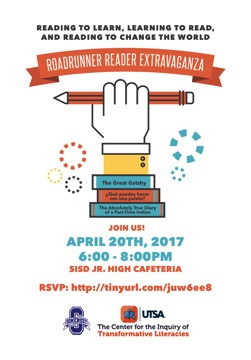 READING TO LEARN, LEARNING TO READ,
AND READING TO CHANGE THE WORLD
ROADRUNNER READER EXTRAVAGANZA
The Great Gatsby
¿Qué puedes hacer
con una paleta?
The Absolutely True Diary
of a Part-Time Indian
JOIN US!
APRIL 20TH, 2017
6:00 - 8:00PM
SISD JR. HIGH CAFETERIA
RSVP: http://tinyurl.com/juw6ee8
UTSA
The Center for the Inquiry of
Transformative Literacies